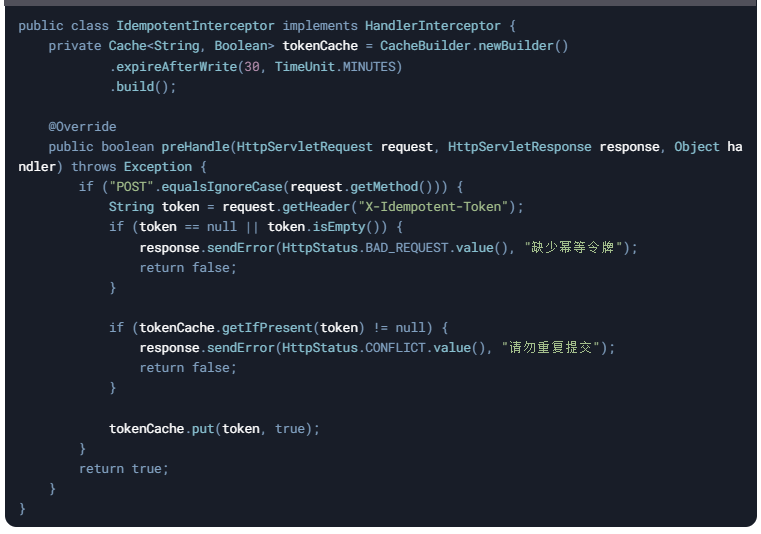 public class IdempotentInterceptor implements HandlerInterceptor {
    private Cache<String, Boolean> tokenCache = CacheBuilder.newBuilder()
            .expireAfterWrite(30, TimeUnit.MINUTES)
            .build();

    @Override
    public boolean preHandle(HttpServletRequest request, HttpServletResponse response, Object ha
ndler) throws Exception {
        if ("POST".equalsIgnoreCase(request.getMethod())) {
            String token = request.getHeader("X-Idempotent-Token");
            if (token == null || token.isEmpty()) {
                response.sendError(HttpStatus.BAD_REQUEST.value(), "缺少幂等令牌");
                return false;
            }

            if (tokenCache.getIfPresent(token) != null) {
                response.sendError(HttpStatus.CONFLICT.value(), "请勿重复提交");
                return false;
            }

            tokenCache.put(token, true);
        }
        return true;
    }
}